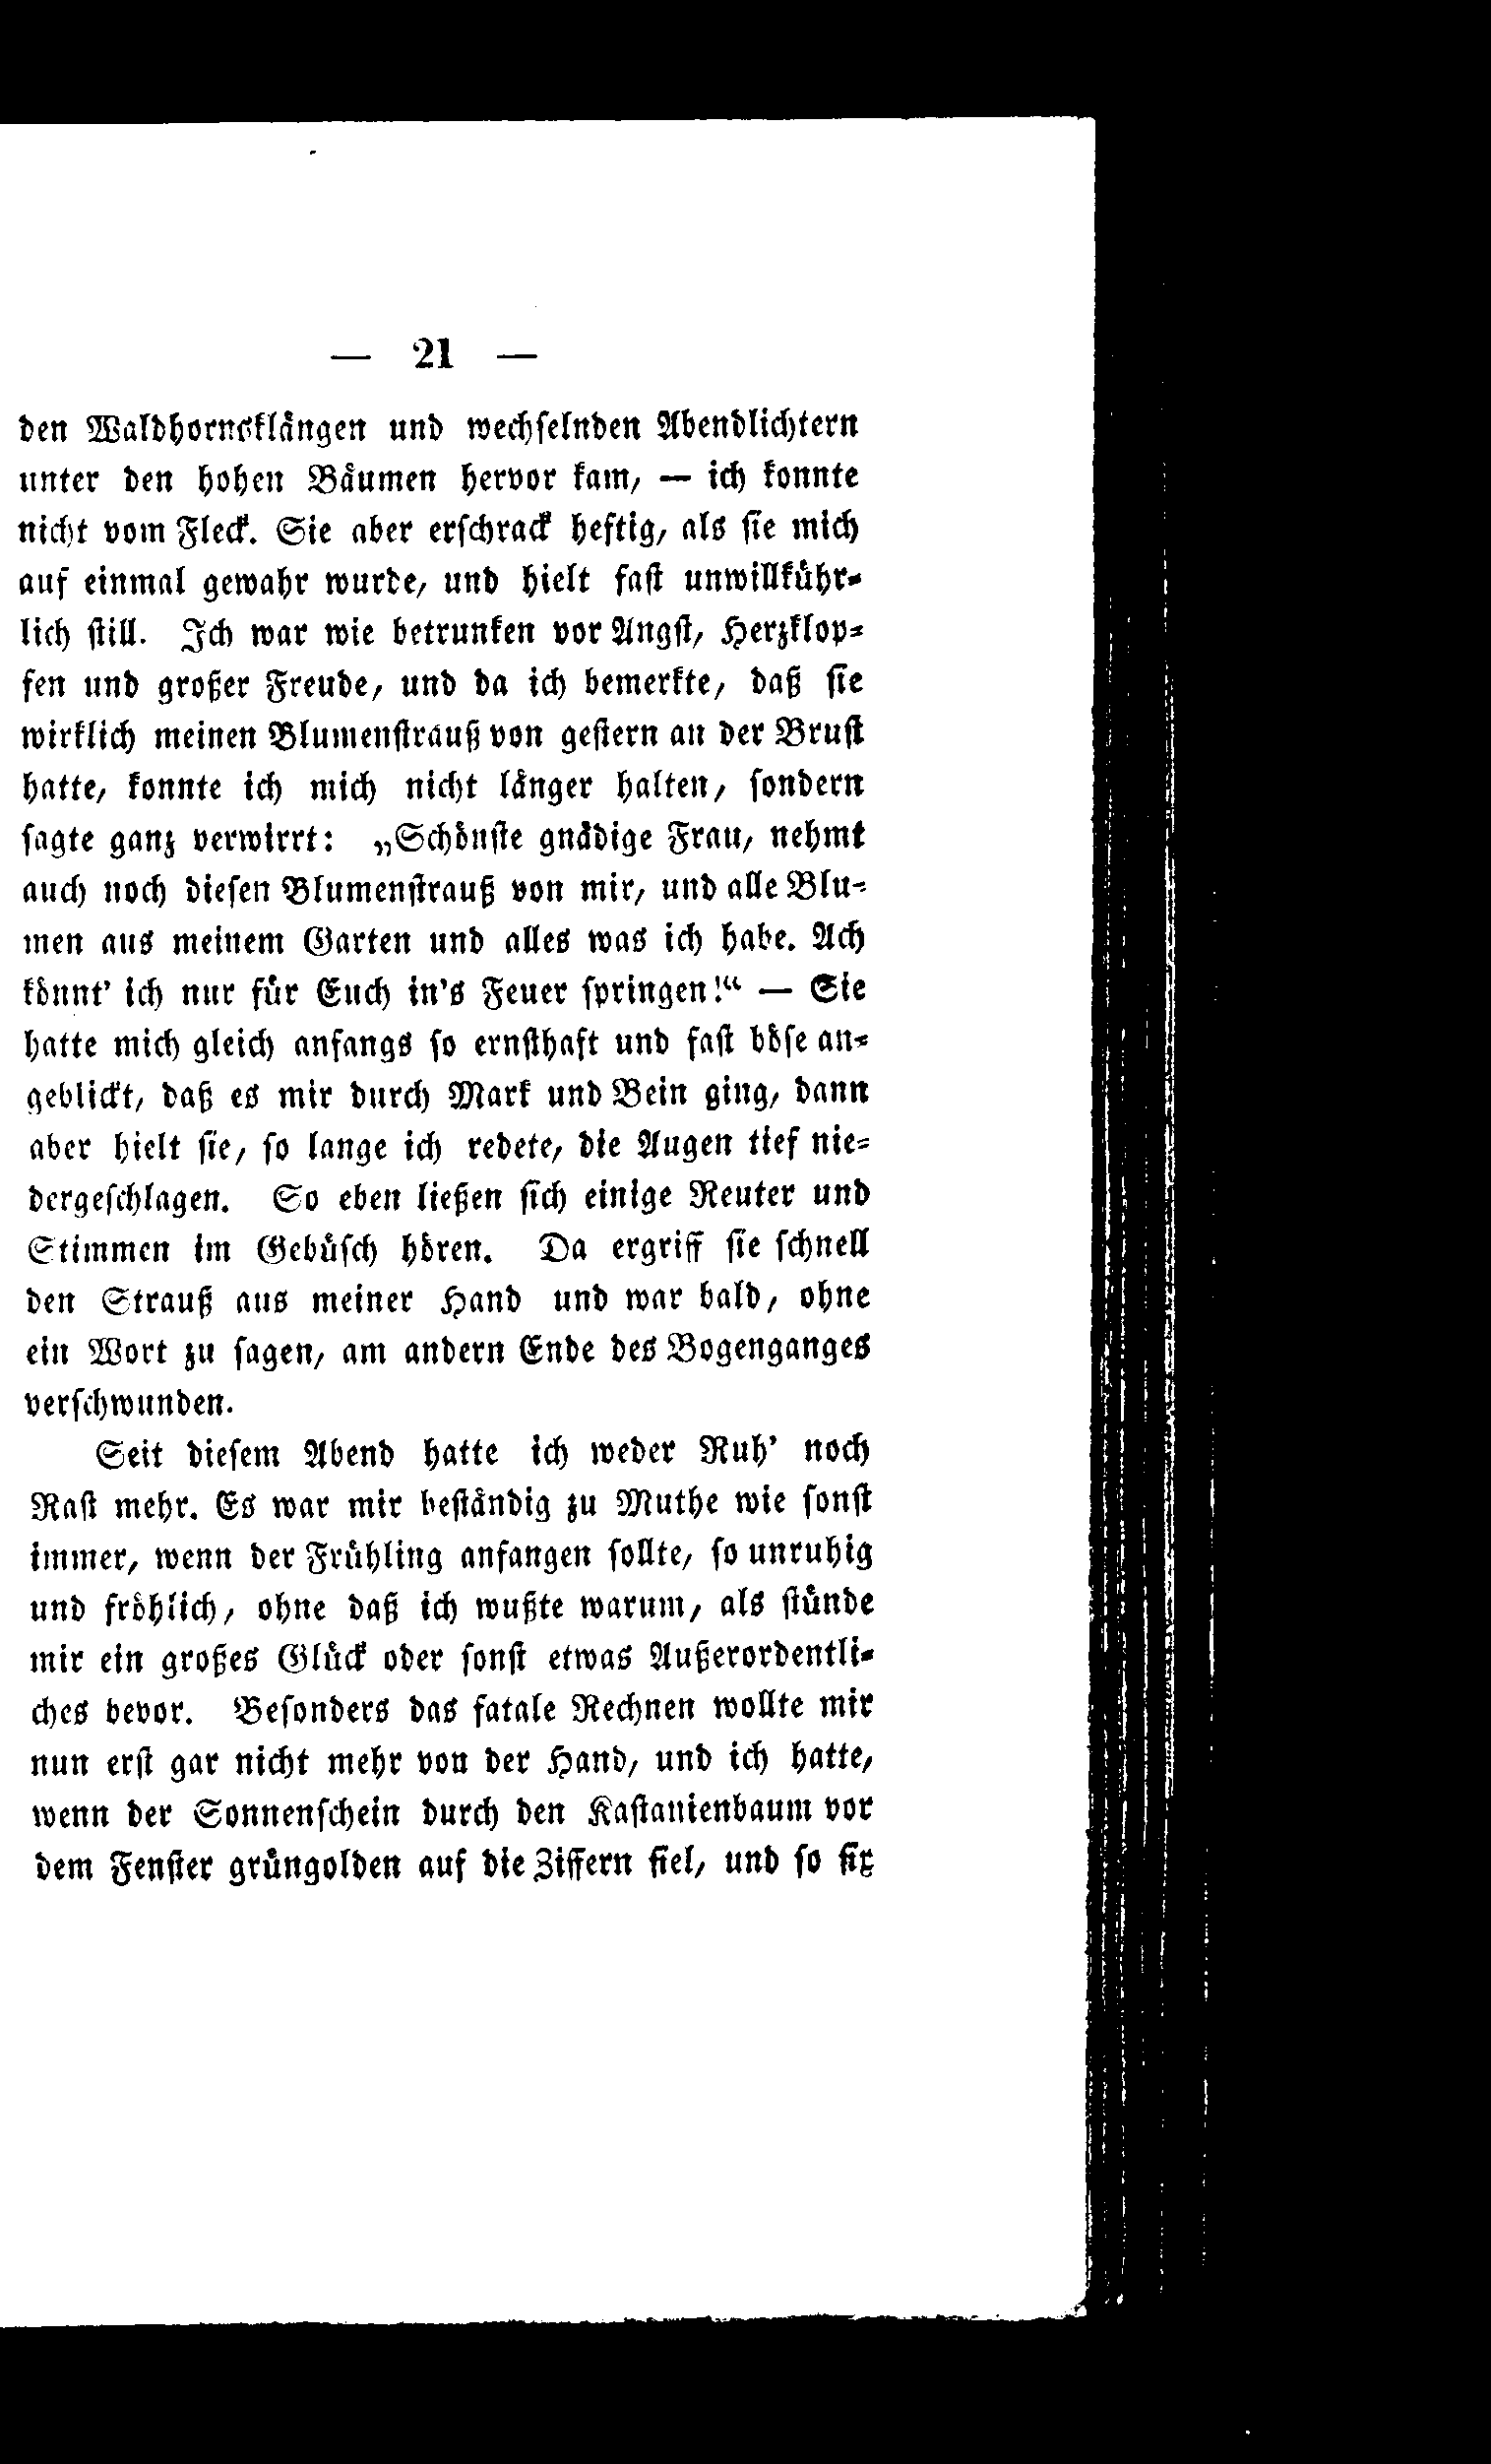 — 21 —
den Waldhornsklängen und wechſelnden Abendlichtern
unter den hohen Bäumen hervor kam, — ich konnte
nicht vom Fleck. Sie aber erſchrack heftig, als ſie mich
auf einmal gewahr wurde, und hielt faſt unwillkühr-
lich ſtill. Ich war wie betrunken vor Angſt, Herzklop-
fen und großer Freude, und da ich bemerkte, daß ſie
wirklich meinen Blumenſtrauß von geſtern an der Bruſt
hatte, konnte ich mich nicht länger halten, ſondern
ſagte ganz verwirrt: „Schönſte gnädige Frau, nehmt
auch noch dieſen Blumenſtrauß von mir, und alle Blu-
men aus meinem Garten und alles was ich habe. Ach
könnt' ich nur für Euch in's Feuer ſpringen!“ — Sie
hatte mich gleich anfangs ſo ernſthaft und faſt böſe an-
geblickt, daß es mir durch Mark und Bein ging, dann
aber hielt ſie, ſo lange ich redete, die Augen tief nie-
dergeſchlagen. So eben ließen ſich einige Reuter und
Stimmen im Gebüſch hören. Da ergriff ſie ſchnell
den Strauß aus meiner Hand und war bald, ohne
ein Wort zu ſagen, am andern Ende des Bogenganges
verſchwunden.
Seit dieſem Abend hatte ich weder Ruh' noch
Raſt mehr. Es war mir beſtändig zu Muthe wie ſonſt
immer, wenn der Frühling anfangen ſollte, ſo unruhig
und fröhlich, ohne daß ich wußte warum, als ſtünde
mir ein großes Glück oder ſonſt etwas Außerordentli-
ches bevor. Beſonders das fatale Rechnen wollte mir
nun erſt gar nicht mehr von der Hand, und ich hatte,
wenn der Sonnenſchein durch den Kaſtanienbaum vor
dem Fenſter grüngolden auf die Ziffern fiel, und ſo fix